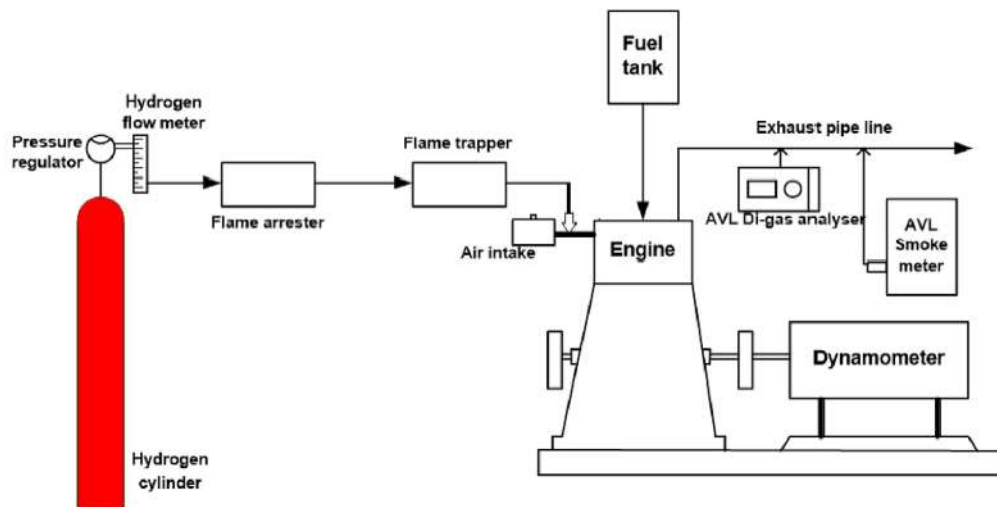 Fuel
tank
Hydrogen
flow meter
Pressure
regulator
Flame trapper
Exhaust pipe line
Flame arrester
Air intake
Engine
AVL Di-gas analyser
AVL
Smoke
meter
Dynamometer
Hydrogen
cylinder